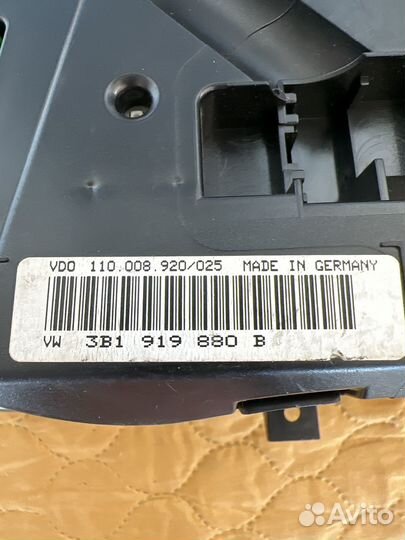 VDO 110.008.920/025 MADE IN GERMANY
VW 3B1 919 880 B
Avito